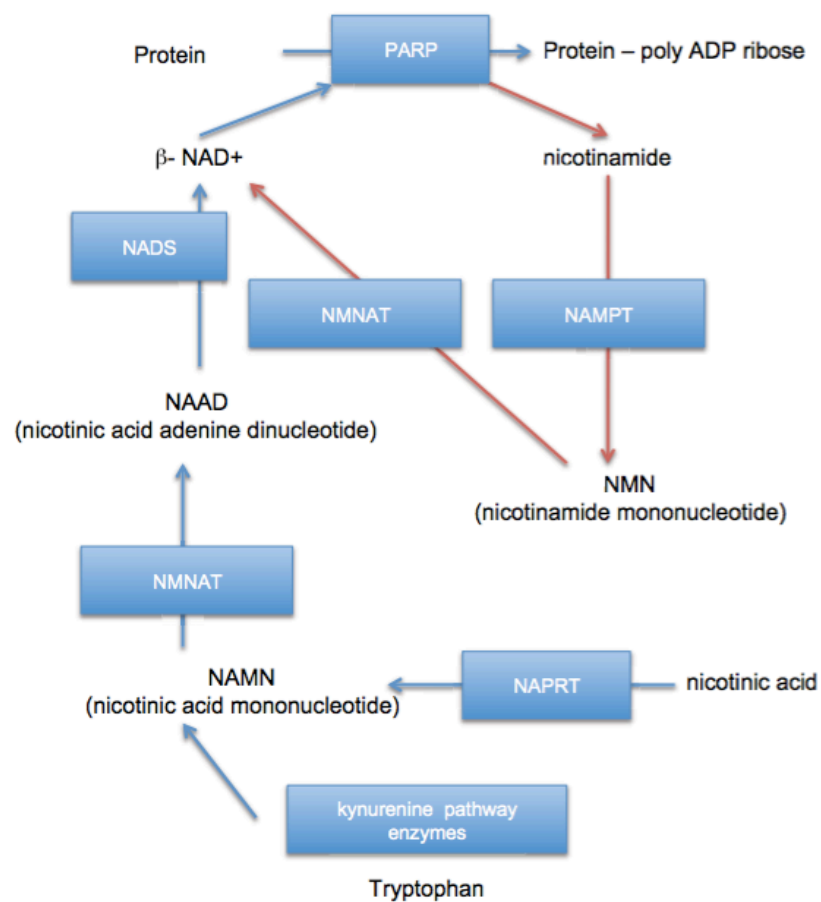 Protein
PARP
Protein – poly ADP ribose
β- NAD+
nicotinamide
NADS
NMNAT
NAMPT
NAAD
(nicotinic acid adenine dinucleotide)
NMN
(nicotinamide mononucleotide)
NMNAT
NAMN
(nicotinic acid mononucleotide)
NAPRT
nicotinic acid
kynurenine pathway
enzymes
Tryptophan